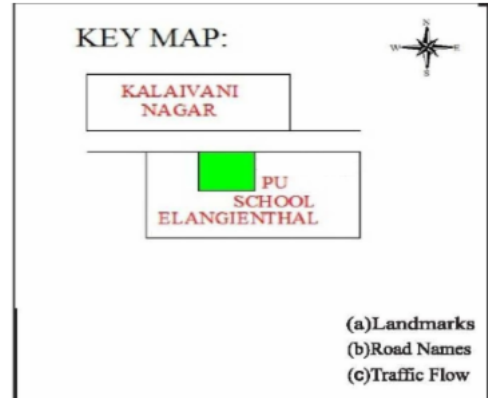 KEY MAP:
S
W E
S
KALAIVANI
NAGAR
PU
SCHOOL
ELANGIENTHAL
(a)Landmarks
(b)Road Names
(c)Traffic Flow